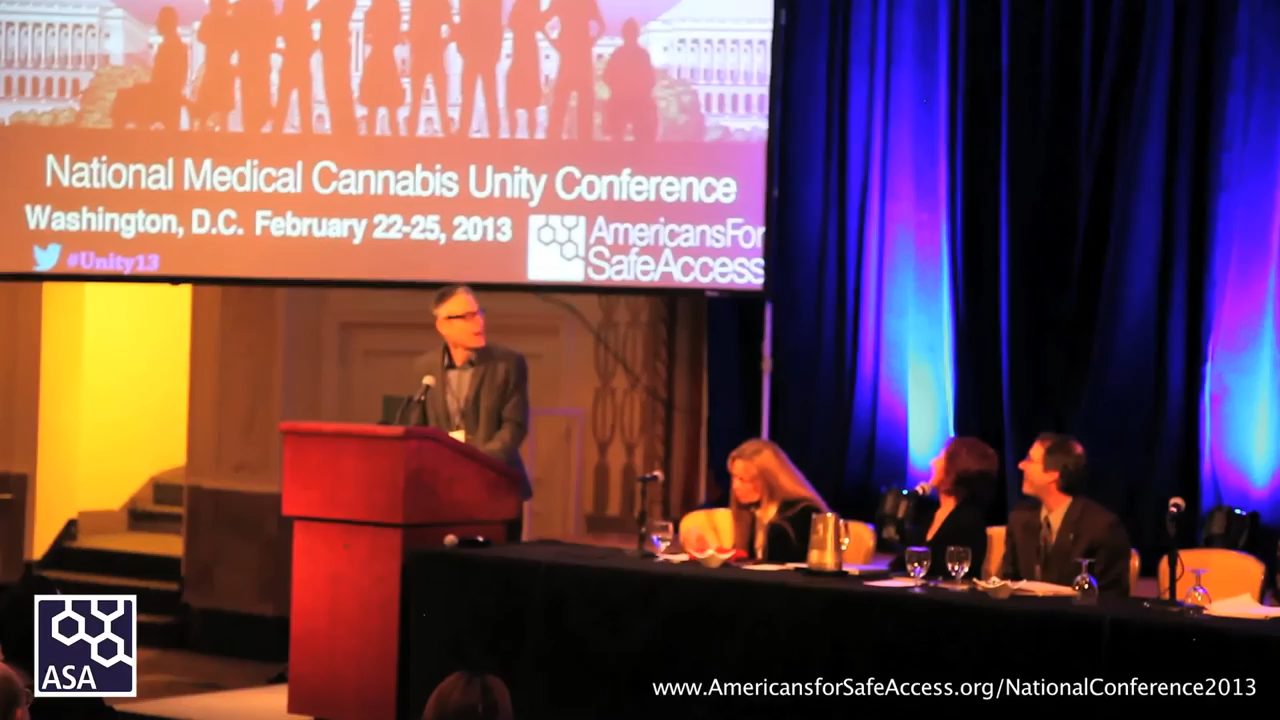 National Medical Cannabis Unity Conference
Washington, D.C. February 22-25, 2013
#Unity13
AmericansFor
SafeAccess
ASA
www.AmericansforSafeAccess.org/NationalConference2013